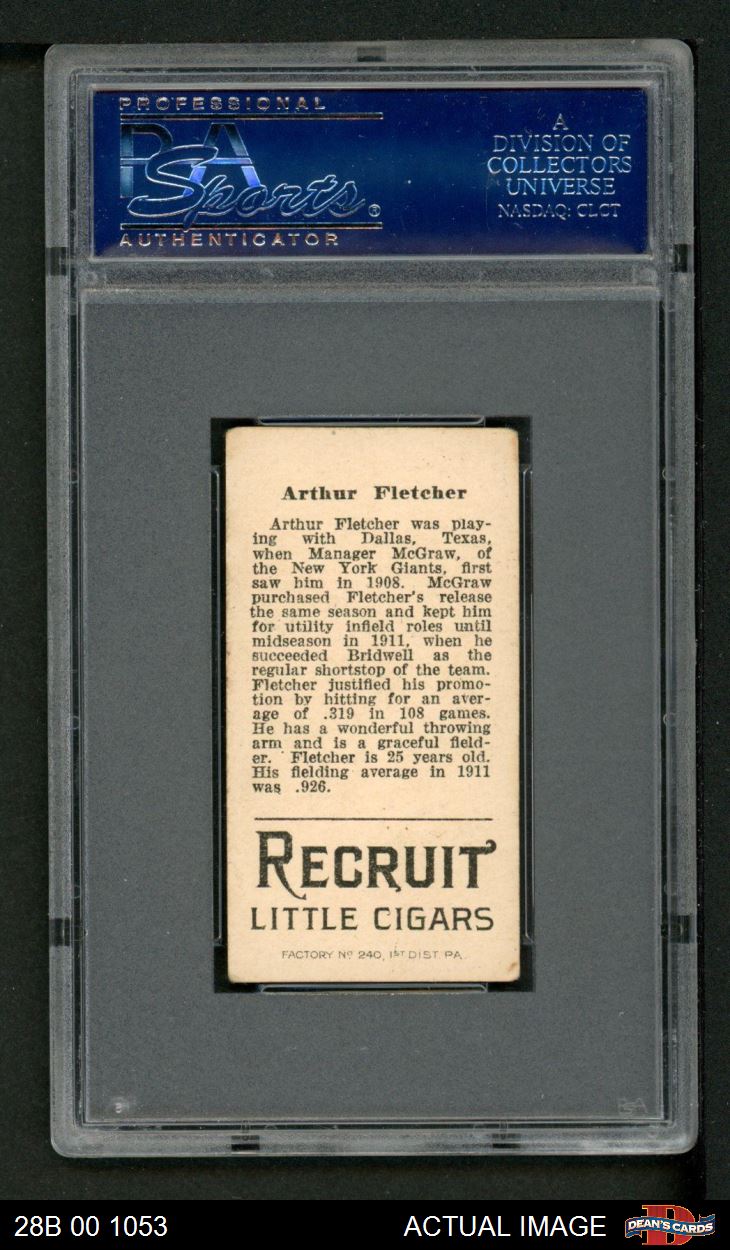 PROFESSIONAL
PSA
Sports®
AUTHENTICATOR
A
DIVISION OF
COLLECTORS
UNIVERSE
NASDAQ: CLCT
Arthur Fletcher
Arthur Fletcher was play-
ing with Dallas, Texas,
when Manager McGraw, of
the New York Giants, first
saw him in 1908. McGraw
purchased Fletcher's release
the same season and kept him
for utility infield roles until
midseason in 1911, when he
succeeded Bridwell as the
regular shortstop of the team.
Fletcher justified his promo-
tion by hitting for an aver-
age of .319 in 108 games.
He has a wonderful throwing
arm and is a graceful field-
er. Fletcher is 25 years old.
His fielding average in 1911
was .926.
RECRUIT
LITTLE CIGARS
FACTORY Nº 240, 1ST DIST. PA.
28B 00 1053
ACTUAL IMAGE
DEAN'S CARDS